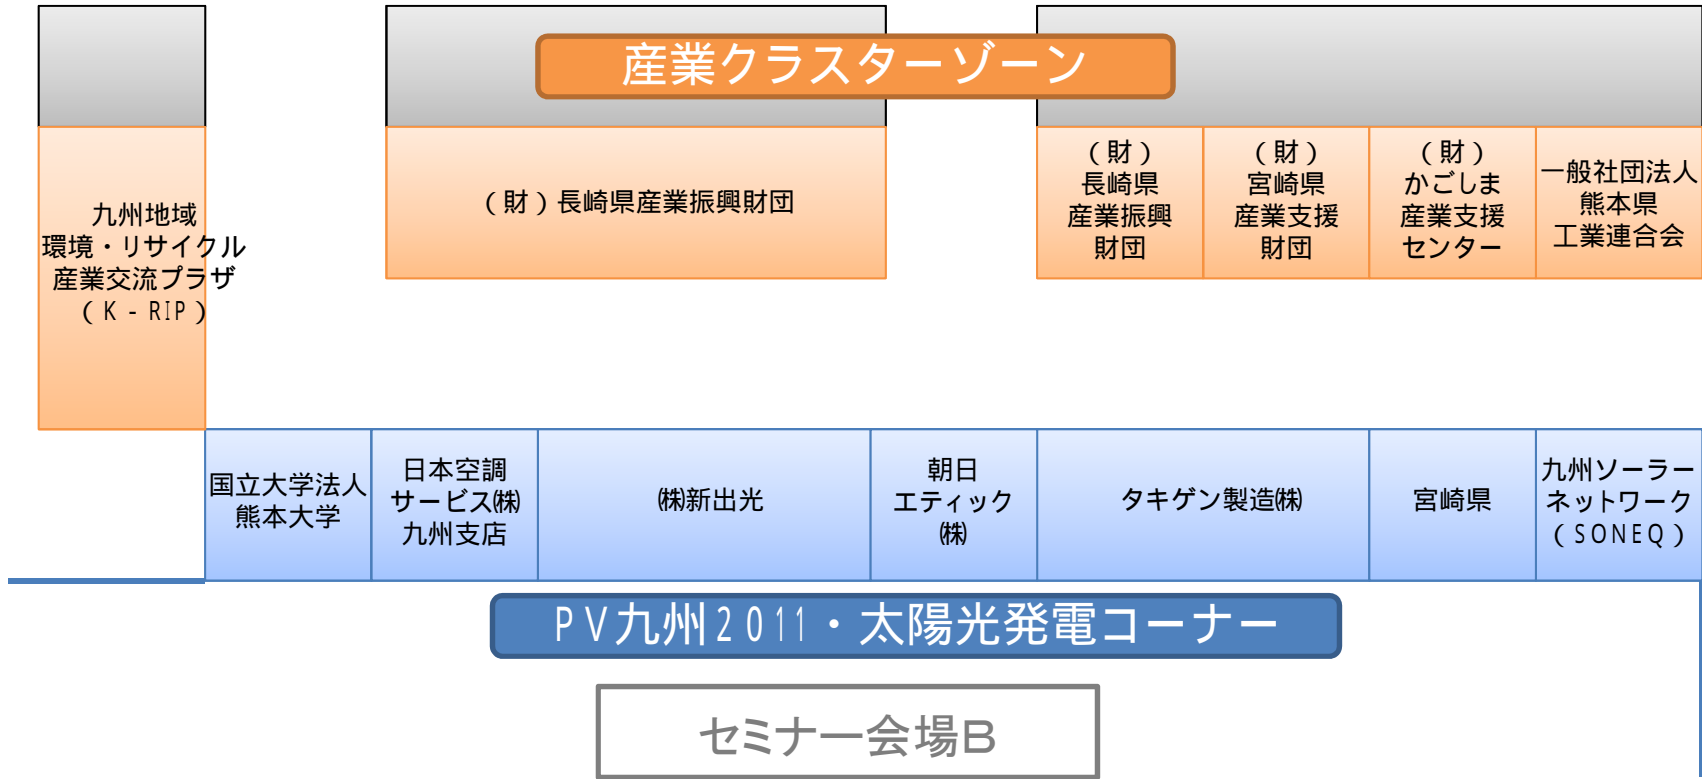 産業クラスターゾーン
九州地域
環境・リサイクル
産業交流プラザ
(K-RIP)
(財)長崎県産業振興財団
(財)
長崎県
産業振興
財団
(財)
宮崎県
産業支援
財団
(財)
かごしま
産業支援
センター
一般社団法人
熊本県
工業連合会
国立大学法人
熊本大学
日本空調
サービス㈱
九州支店
㈱新出光
朝日
エティック
㈱
タキゲン製造㈱
宮崎県
九州ソーラー
ネットワーク
(SONEQ)
PV九州2011・太陽光発電コーナー
セミナー会場B